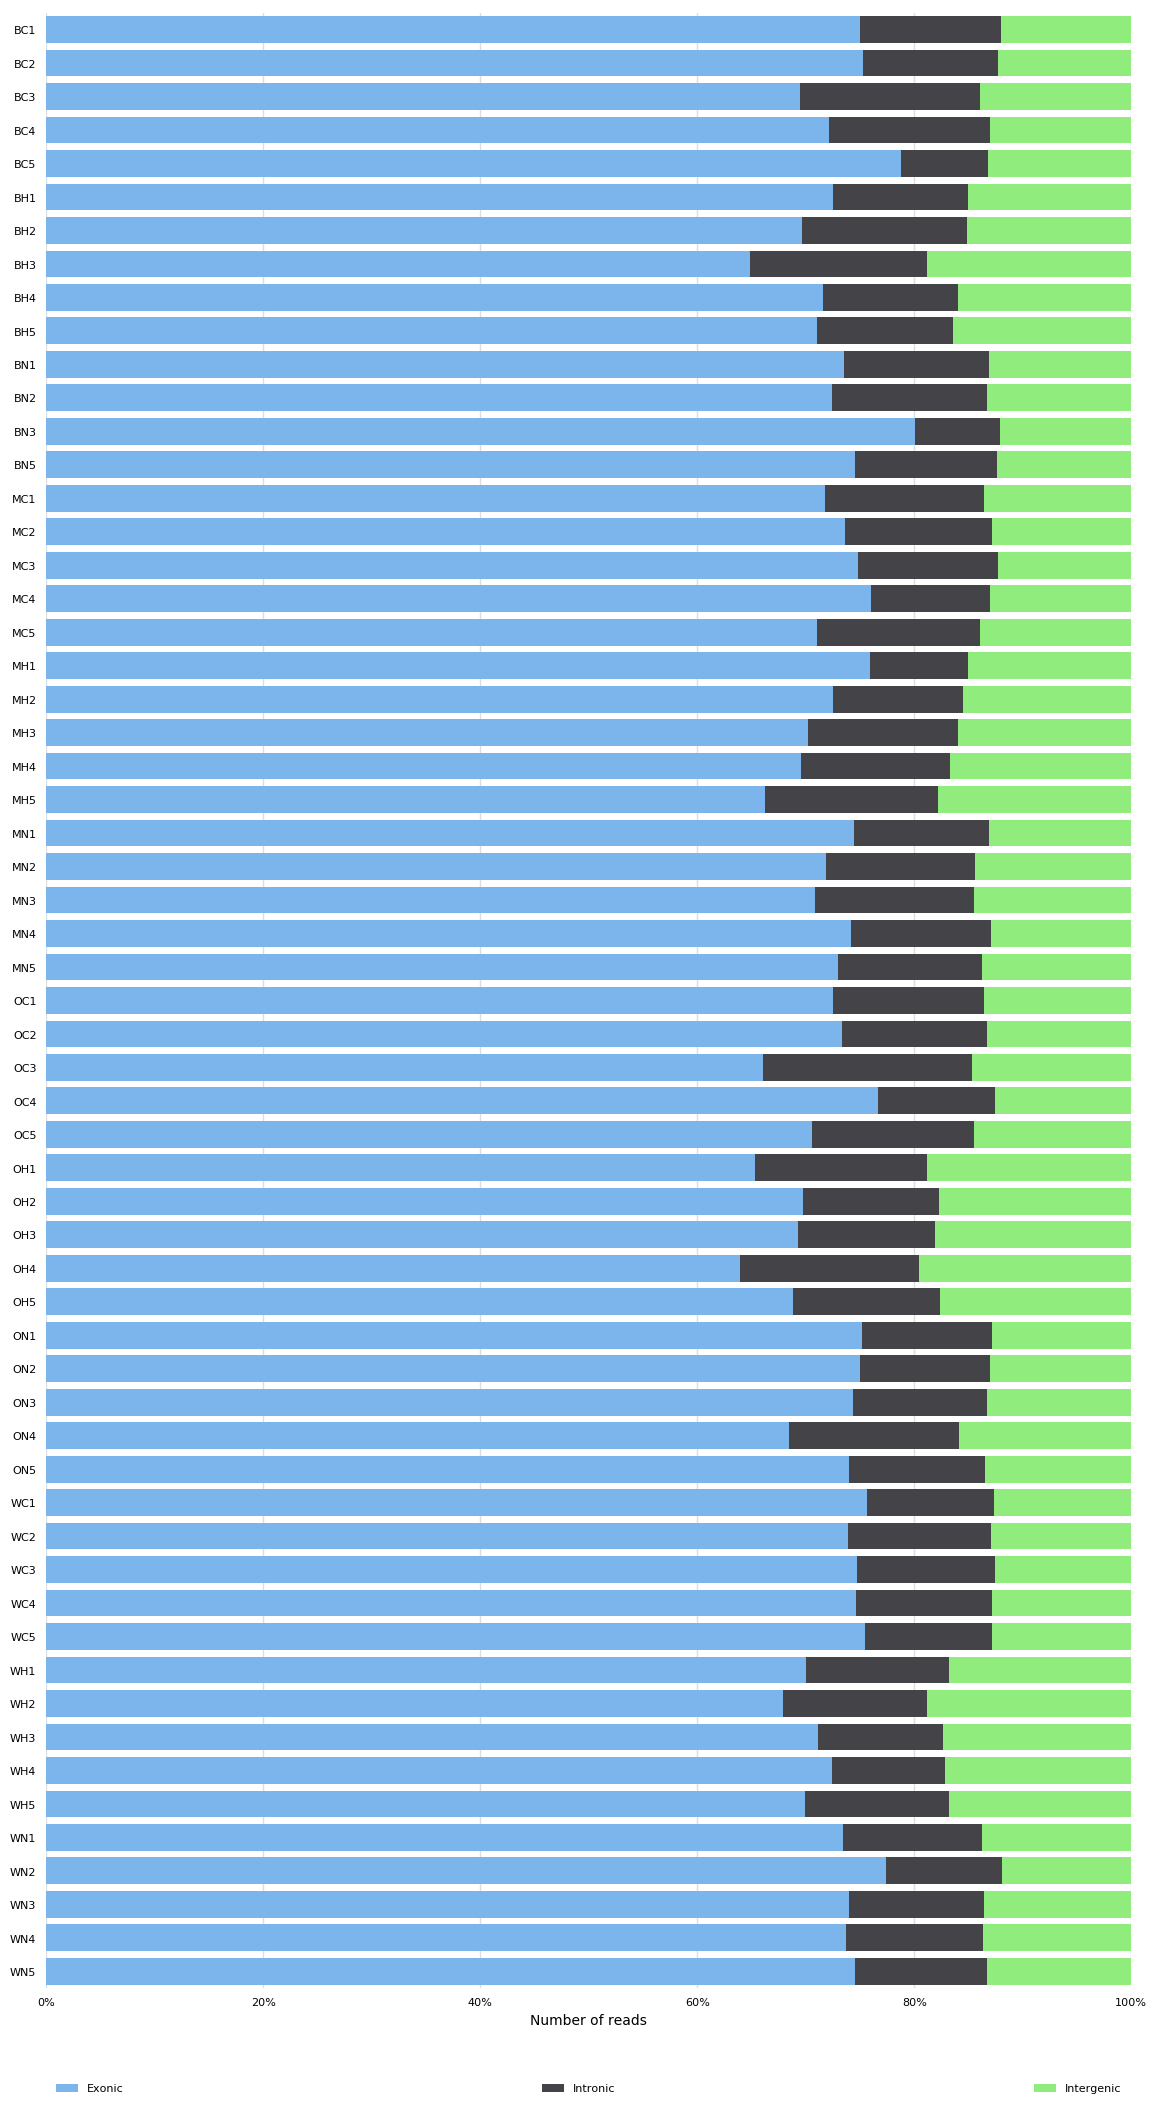 BC1
BC2
BC3
BC4
BC5
BH1
BH2
BH3
BH4
BH5
BN1
BN2
BN3
BN5
MC1
MC2
MC3
MC4
MC5
MH1
MH2
MH3
MH4
MH5
MN1
MN2
MN3
MN4
MN5
OC1
OC2
OC3
OC4
OC5
OH1
OH2
OH3
OH4
OH5
ON1
ON2
ON3
ON4
ON5
WC1
WC2
WC3
WC4
WC5
WH1
WH2
WH3
WH4
WH5
WN1
WN2
WN3
WN4
WN5
0% 20% 40% 60% 80% 100%
Number of reads
Exonic Intronic Intergenic